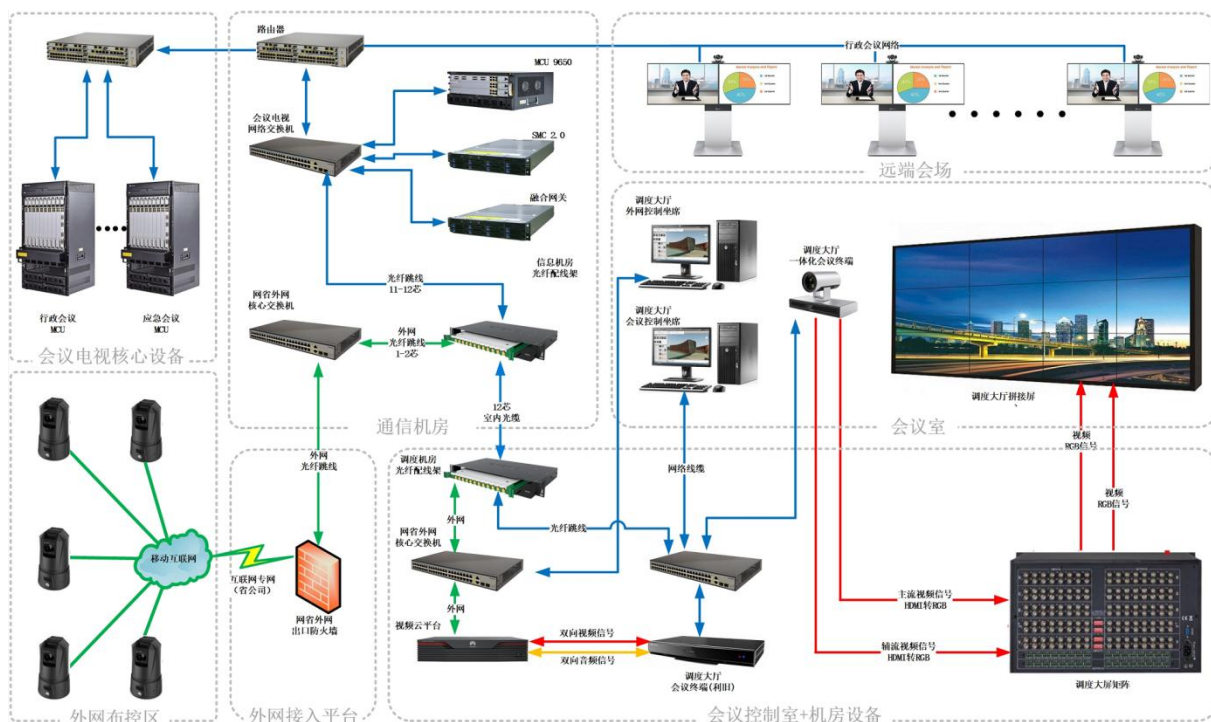 路由器
行政会议网络
MCU 9650
会议电视
网络交换机
SMC 2.0
融合网关
信息机房
光纤配线架
光纤跳线
11-12芯
网省外网
核心交换机
外网
光纤跳线
1-2芯
12芯
室内光缆
通信机房
行政会议
MCU
应急会议
MCU
会议电视核心设备
远端会场
调度大厅
外网控制坐席
调度大厅
会议控制坐席
调度大厅
一体化会议终端
调度大厅拼接屏
、
会议室
移动互联网
外网布控区
外网
光纤跳线
互联网专网
（省公司）
网省外网
出口防火墙
外网接入平台
调度机房
光纤配线架
外网
光纤跳线
网络线缆
网省外网
核心交换机
外网
视频云平台
双向视频信号
双向音频信号
调度大厅
会议终端(利旧)
视频
RGB信号
视频
RGB信号
主流视频信号
HDMI转RGB
辅流视频信号
HDMI转RGB
调度大屏矩阵
会议控制室+机房设备